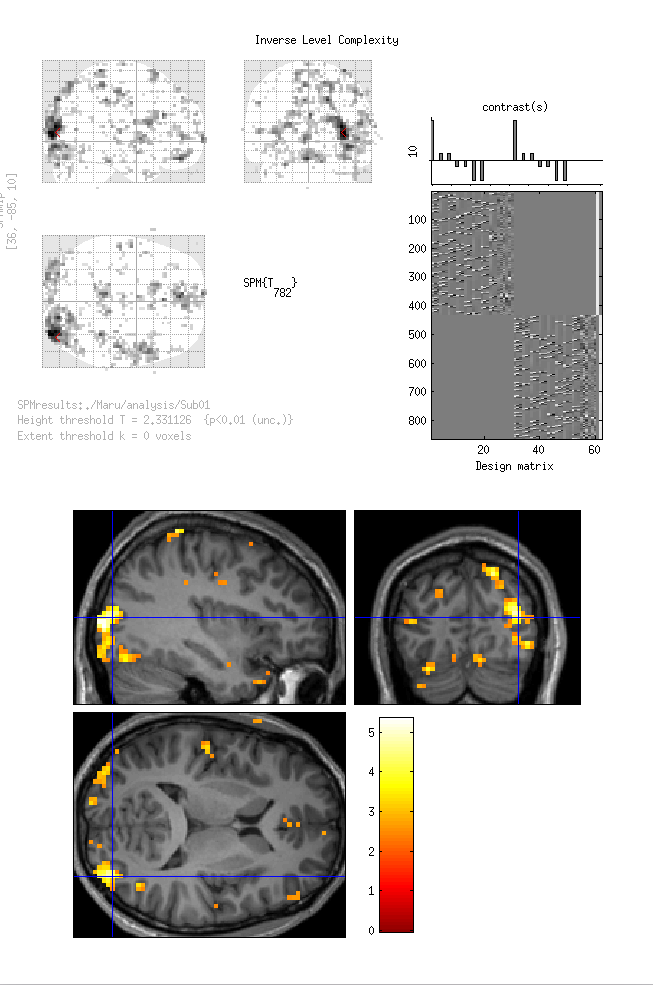 Inverse Level Complexity
contrast(s)
10
[36, -85, 10]
SPM{T
782}
100
200
300
400
500
600
700
800
20 40 60
Design matrix
SPMresults:./Maru/analysis/Sub01
Height threshold T = 2.331126 {p<0.01 (unc.)}
Extent threshold k = 0 voxels
5
4
3
2
1
0